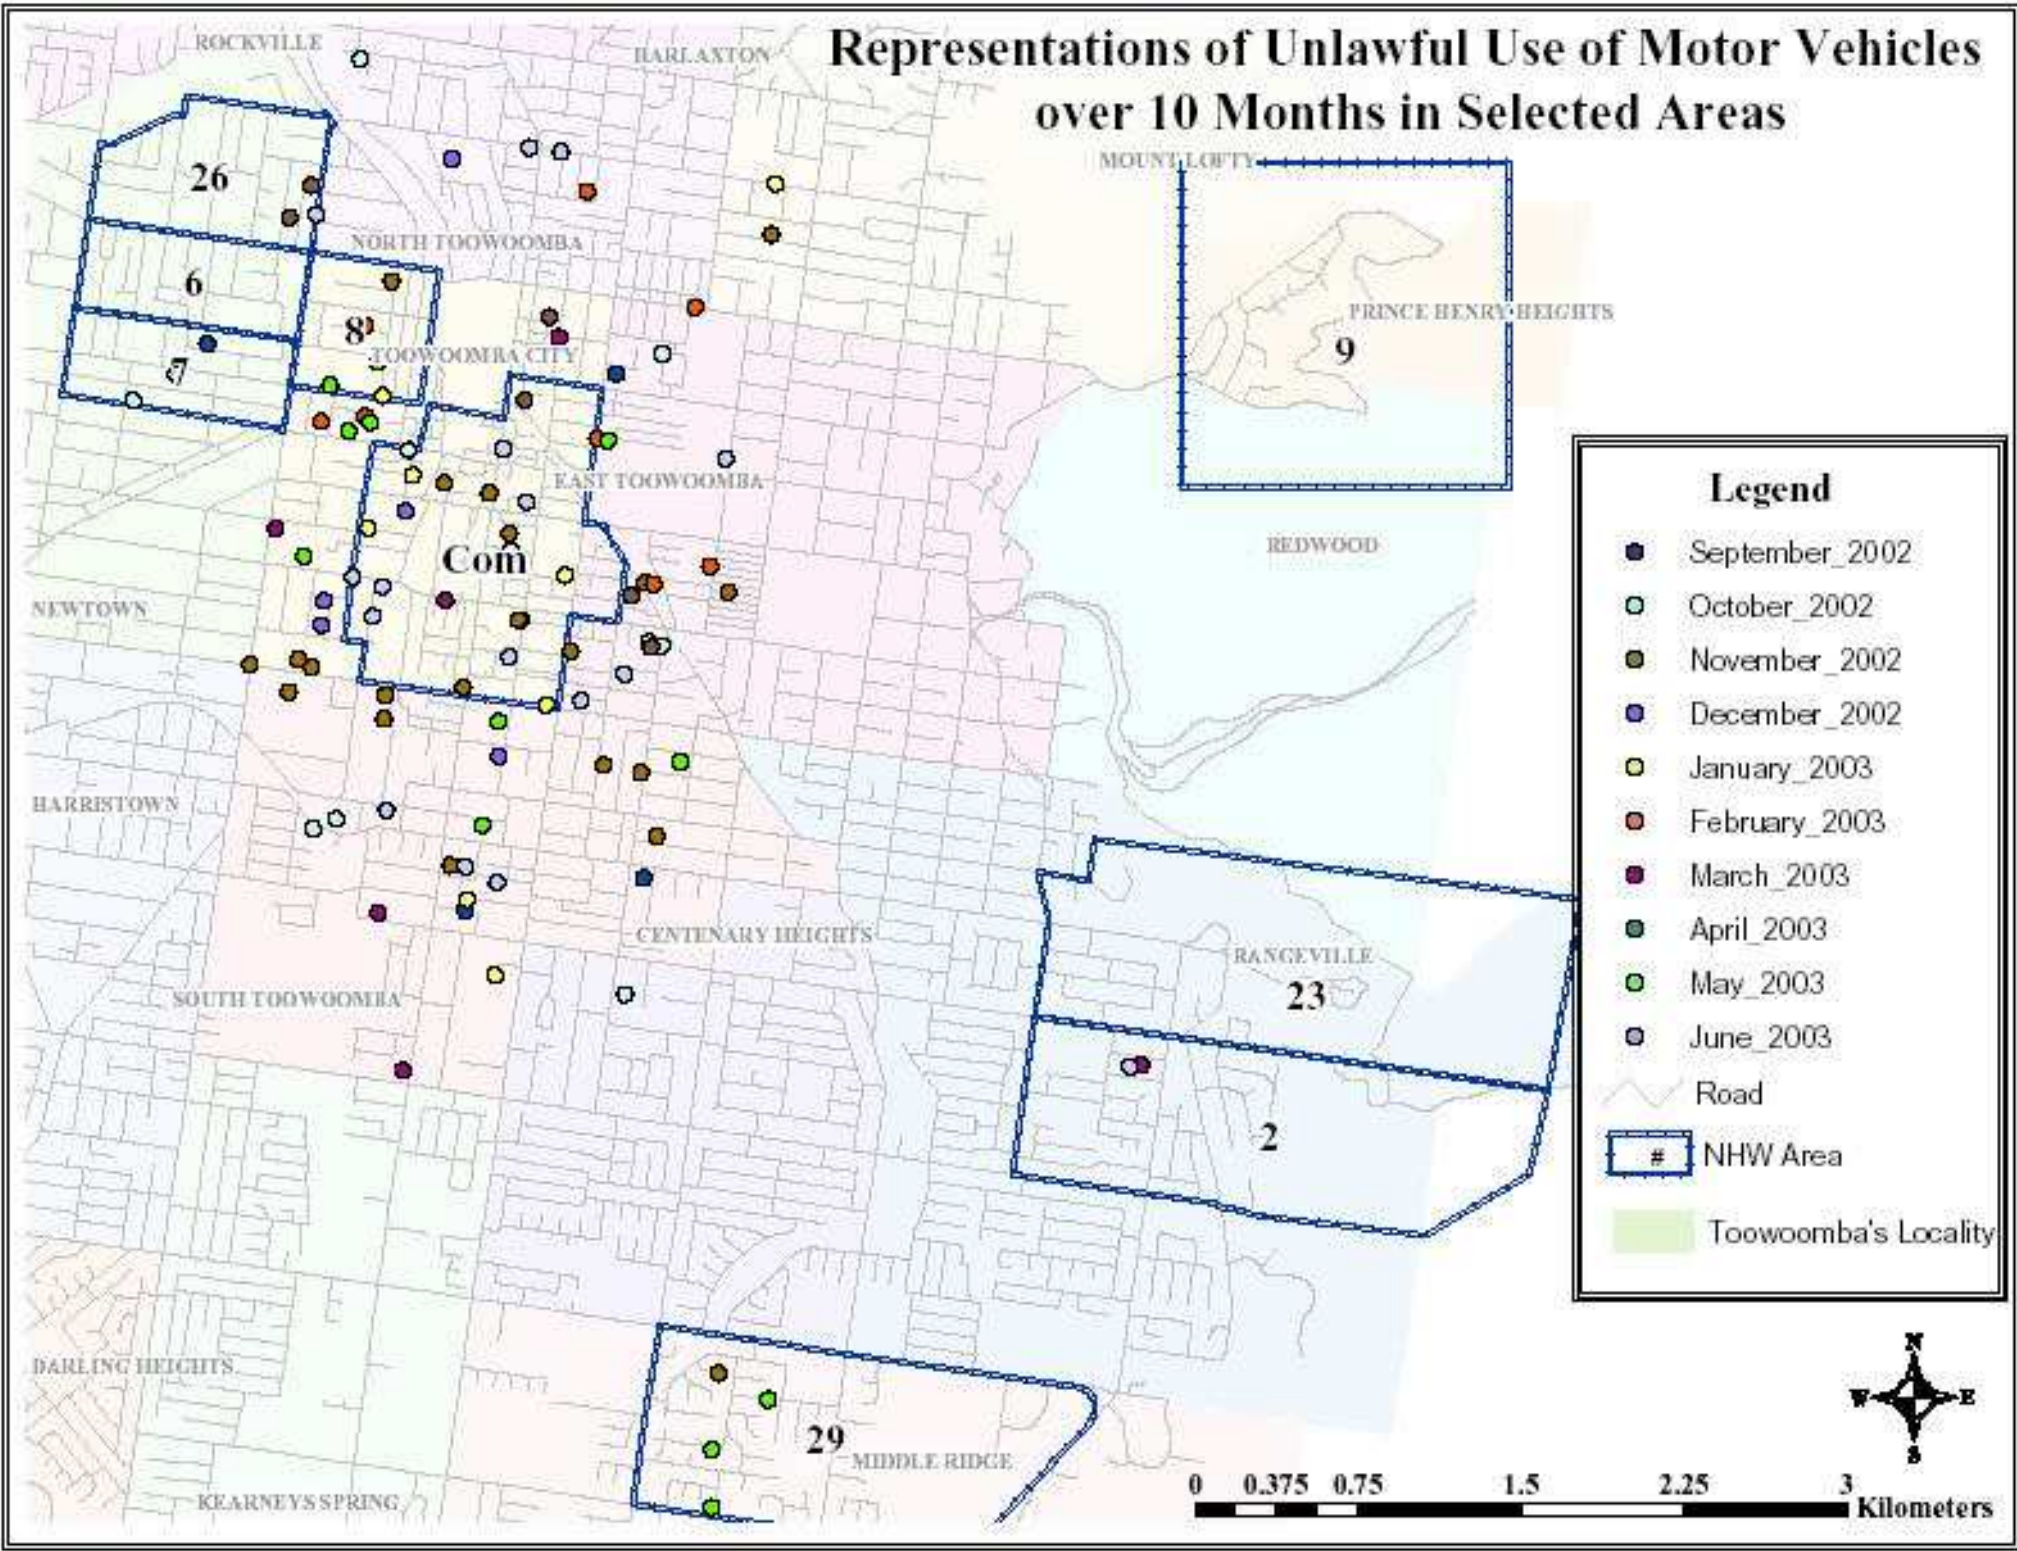 Representations of Unlawful Use of Motor Vehicles
over 10 Months in Selected Areas
ROCKVILLE
HARLAXTON
MOUNT LOFTY
26
NORTH TOOWOOMBA
6
8
PRINCE HENRY HEIGHTS
9
TOOWOOMBA CITY
7
EAST TOOWOOMBA
Com
REDWOOD
NEWTOWN
HARRISTOWN
CENTENARY HEIGHTS
RANGEVILLE
23
SOUTH TOOWOOMBA
2
DARLING HEIGHTS
29
MIDDLE RIDGE
KEARNEYS SPRING
Legend
September_2002
October_2002
November_2002
December_2002
January_2003
February_2003
March_2003
April_2003
May_2003
June_2003
Road
# NHW Area
Toowoomba's Locality
N
W E
S
0 0.375 0.75 1.5 2.25 3
Kilometers